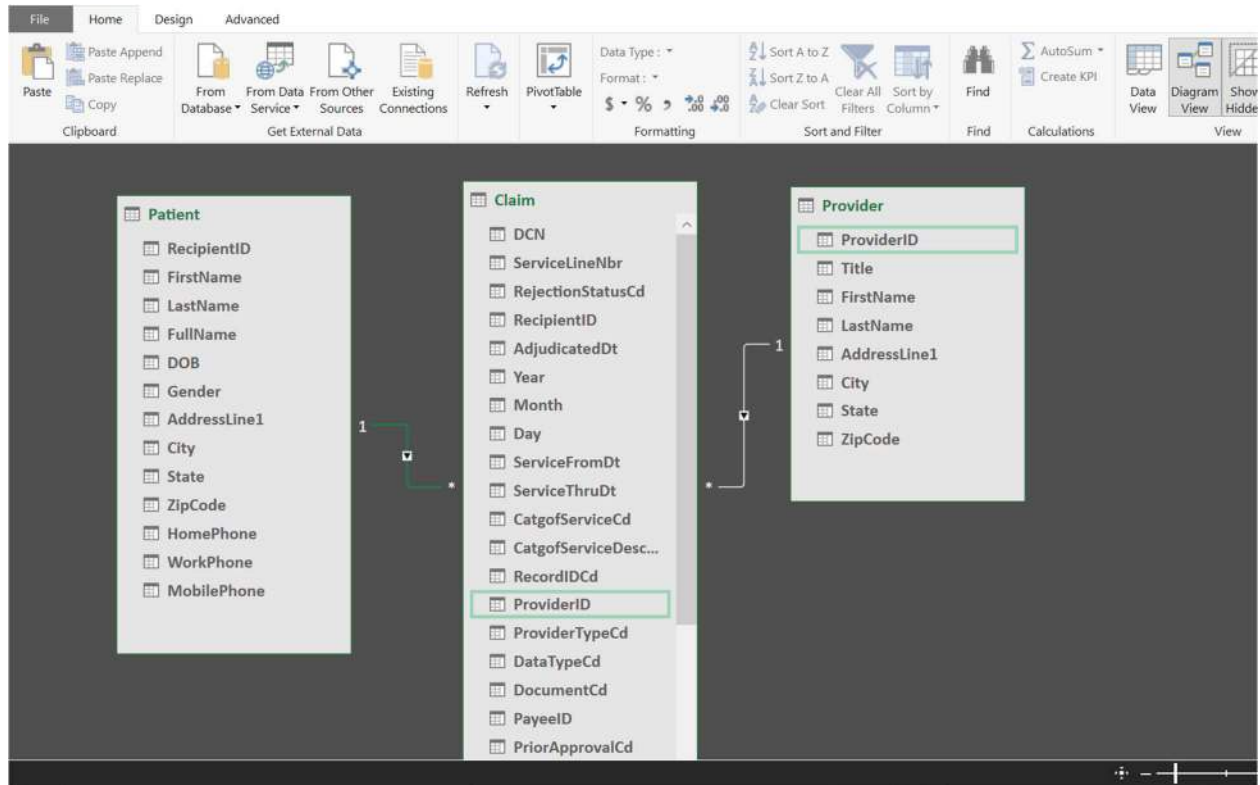 File Home Design Advanced
Paste
Paste Append
Paste Replace
Copy
Clipboard
From Database
From Data Service
From Other Sources
Existing Connections
Get External Data
Refresh
PivotTable
Data Type :
Format :
$ % , .00 .00
Formatting
Sort A to Z
Sort Z to A
Clear Sort
Clear All Filters
Sort by Column
Sort and Filter
Find
Find
AutoSum
Create KPI
Calculations
Data View
Diagram View
Show Hidde
View
Patient
RecipientID
FirstName
LastName
FullName
DOB
Gender
AddressLine1
City
State
ZipCode
HomePhone
WorkPhone
MobilePhone
1
*
Claim
DCN
ServiceLineNbr
RejectionStatusCd
RecipientID
AdjudicatedDt
Year
Month
Day
ServiceFromDt
ServiceThruDt
CatgofServiceCd
CatgofServiceDesc...
RecordIDCd
ProviderID
ProviderTypeCd
DataTypeCd
DocumentCd
PayeeID
PriorApprovalCd
*
1
Provider
ProviderID
Title
FirstName
LastName
AddressLine1
City
State
ZipCode